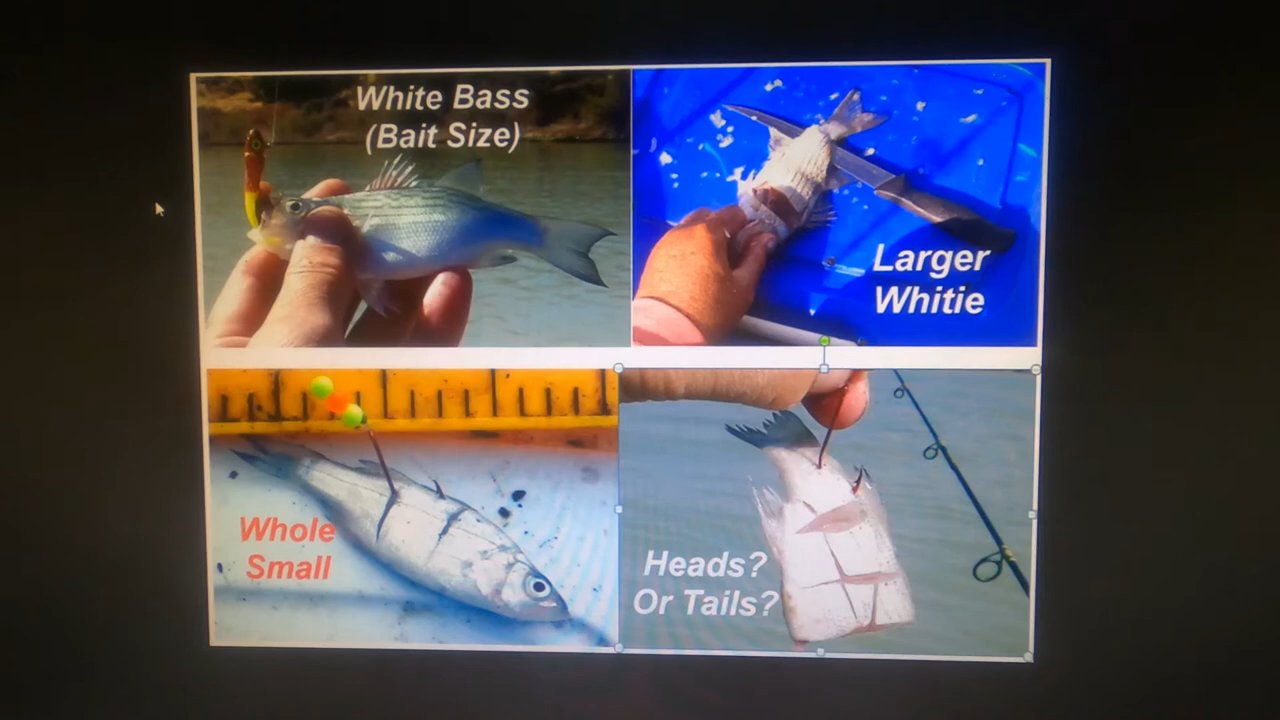 White Bass
(Bait Size)
Larger
Whitie
Whole
Small
Heads?
Or Tails?